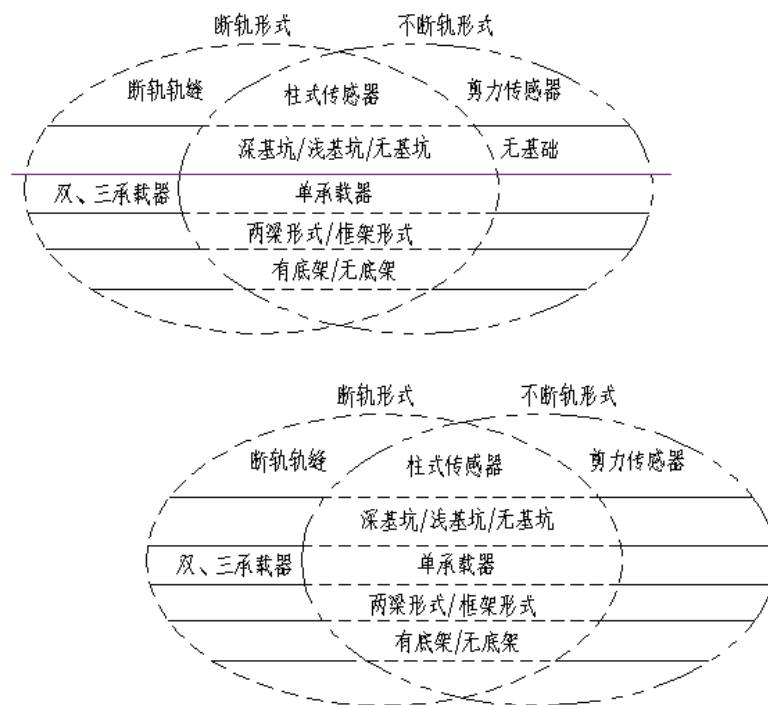 断轨形式 不断轨形式
断轨轨缝 柱式传感器 剪力传感器
深基坑/浅基坑/无基坑 无基础
双、三承载器 单承载器
两梁形式/框架形式
有底架/无底架
断轨形式 不断轨形式
断轨轨缝 柱式传感器 剪力传感器
深基坑/浅基坑/无基坑
双、三承载器 单承载器
两梁形式/框架形式
有底架/无底架